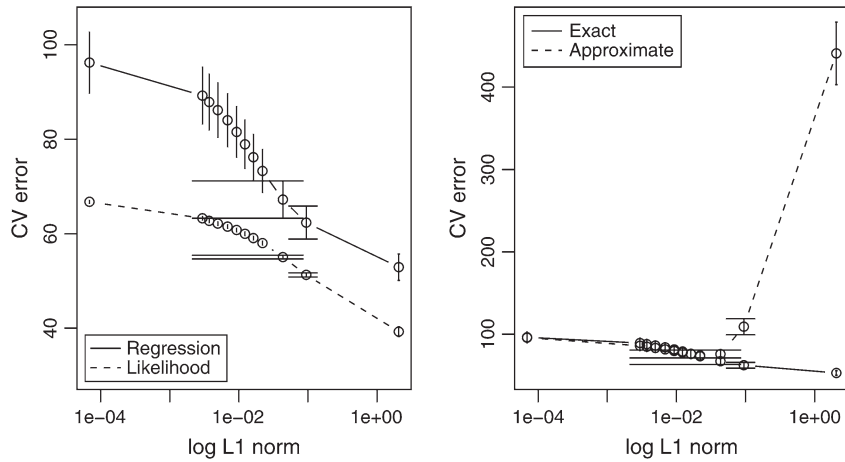 CV error
100
80
60
40
Regression
Likelihood
1e−04
1e−02
1e+00
log L1 norm
CV error
400
300
200
100
Exact
Approximate
1e−04
1e−02
1e+00
log L1 norm